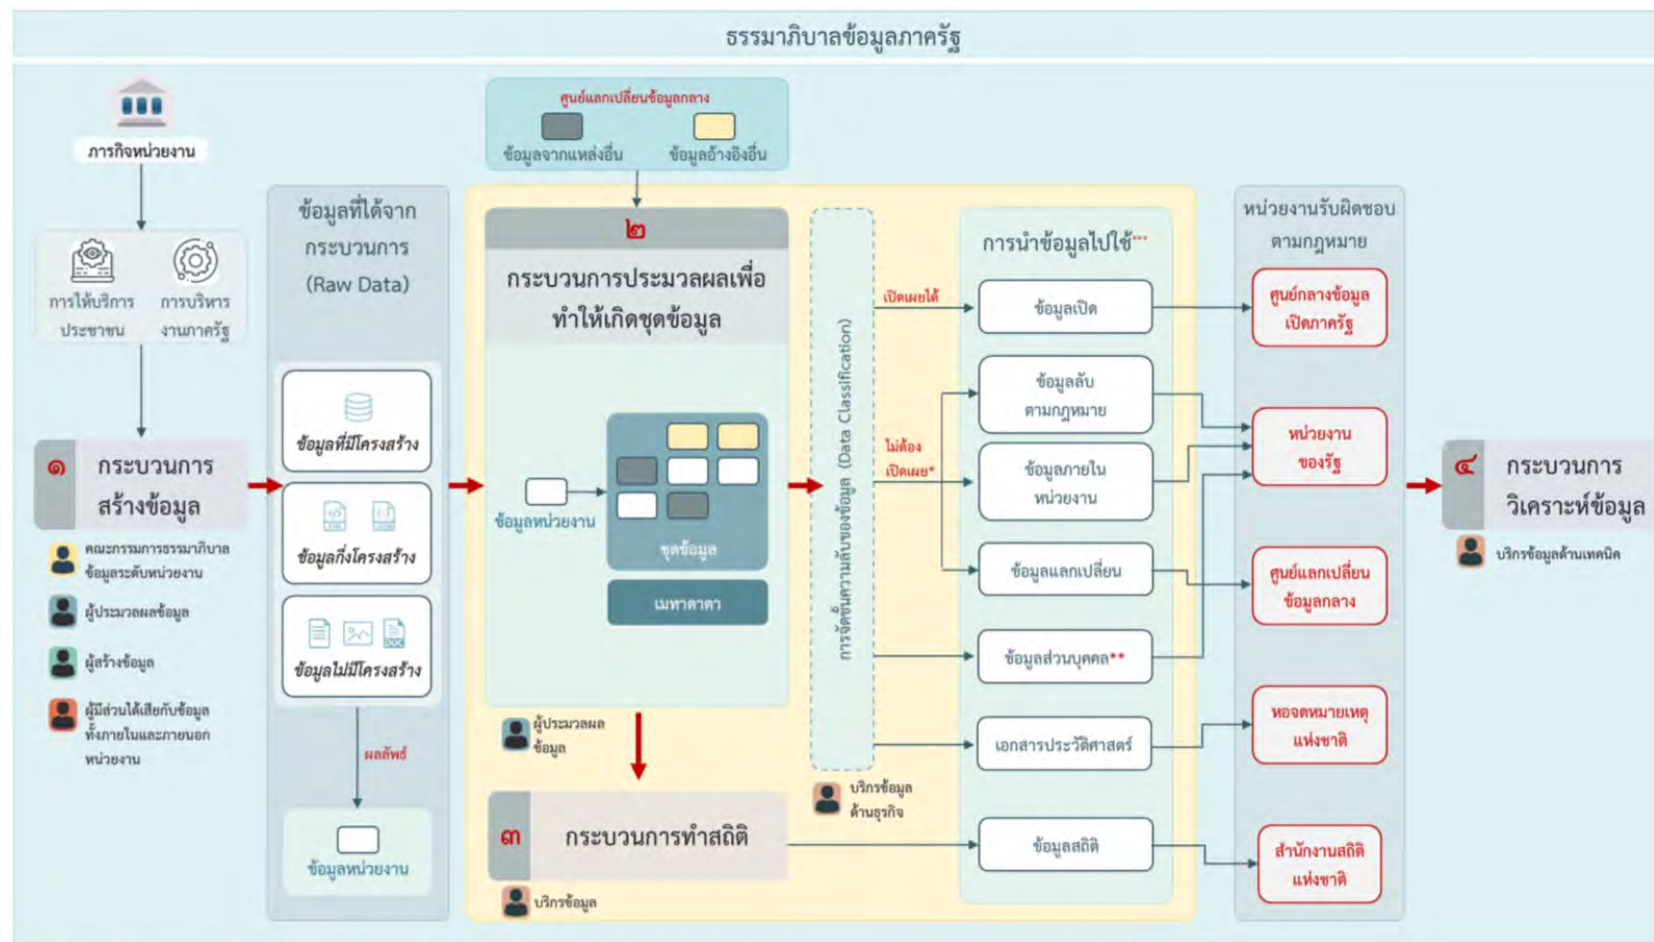 ธรรมาภิบาลข้อมูลภาครัฐ
ภารกิจหน่วยงาน
การให้บริการ
ประชาชน
การบริหาร
งานภาครัฐ
๑
กระบวนการ
สร้างข้อมูล
คณะกรรมการธรรมาภิบาล
ข้อมูลระดับหน่วยงาน
ผู้ประมวลผลข้อมูล
ผู้สร้างข้อมูล
ผู้มีส่วนได้เสียกับข้อมูล
ทั้งภายในและภายนอก
หน่วยงาน
ข้อมูลที่ได้จาก
กระบวนการ
(Raw Data)
ข้อมูลที่มีโครงสร้าง
ข้อมูลกึ่งโครงสร้าง
ข้อมูลไม่มีโครงสร้าง
ผลลัพธ์
ข้อมูลหน่วยงาน
ศูนย์แลกเปลี่ยนข้อมูลกลาง
ข้อมูลจากแหล่งอื่น
ข้อมูลอ้างอิงอื่น
๒
กระบวนการประมวลผลเพื่อ
ทำให้เกิดชุดข้อมูล
ข้อมูลหน่วยงาน
ชุดข้อมูล
เมทาดาตา
ผู้ประมวลผล
ข้อมูล
๓
กระบวนการทำสถิติ
บริกรข้อมูล
การจัดชั้นความลับของข้อมูล (Data Classification)
บริกรข้อมูล
ด้านธุรกิจ
เปิดเผยได้
ไม่ต้อง
เปิดเผย*
การนำข้อมูลไปใช้***
ข้อมูลเปิด
ข้อมูลลับ
ตามกฎหมาย
ข้อมูลภายใน
หน่วยงาน
ข้อมูลแลกเปลี่ยน
ข้อมูลส่วนบุคคล**
เอกสารประวัติศาสตร์
ข้อมูลสถิติ
หน่วยงานรับผิดชอบ
ตามกฎหมาย
ศูนย์กลางข้อมูล
เปิดภาครัฐ
หน่วยงาน
ของรัฐ
ศูนย์แลกเปลี่ยน
ข้อมูลกลาง
หอจดหมายเหตุ
แห่งชาติ
สำนักงานสถิติ
แห่งชาติ
๔
กระบวนการ
วิเคราะห์ข้อมูล
บริกรข้อมูลด้านเทคนิค